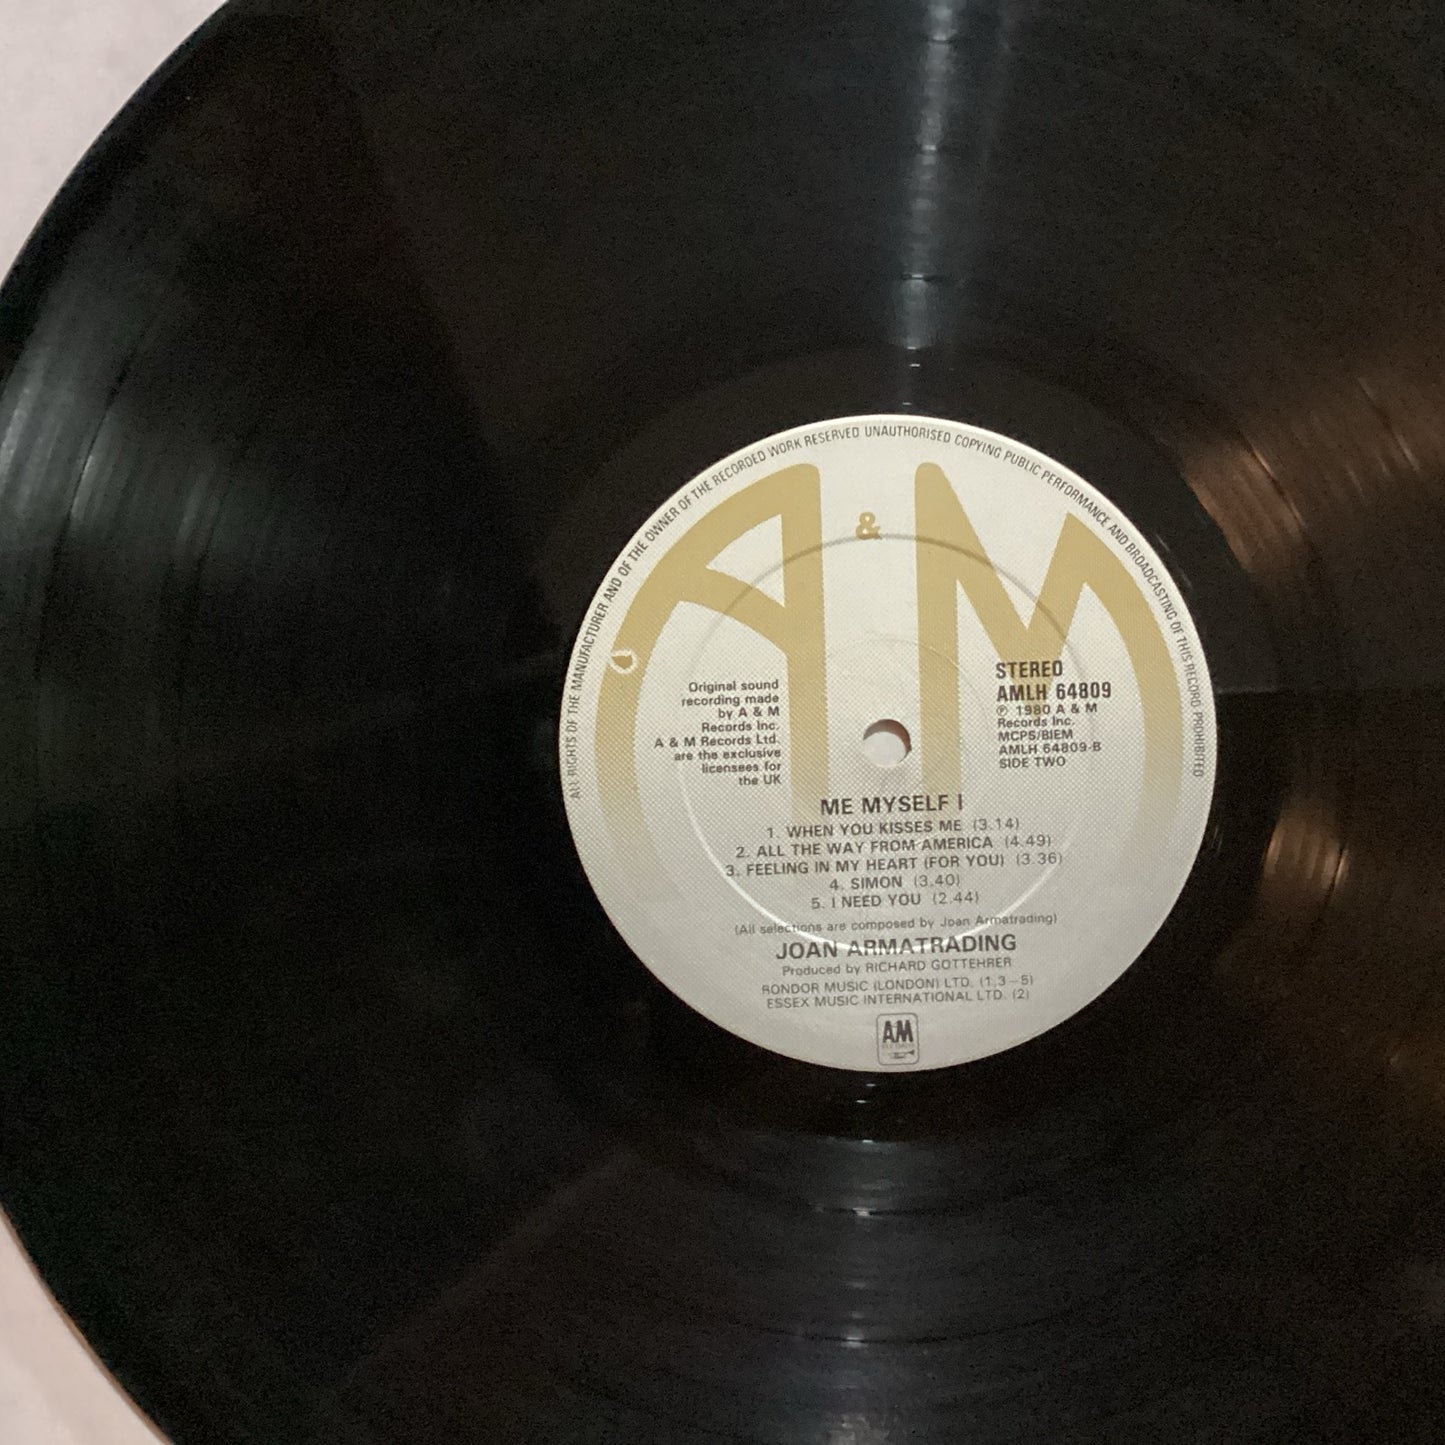 ALL RIGHTS OF THE MANUFACTURER AND OF THE OWNER OF THE RECORDED WORK RESERVED UNAUTHORISED COPYING PUBLIC PERFORMANCE AND BROADCASTING OF THIS RECORD PROHIBITED
A & M
Original sound
recording made
by A & M
Records Inc.
A & M Records Ltd.
are the exclusive
licensees for
the UK
STEREO
AMLH 64809
℗ 1980 A & M
Records Inc.
MCPS/BIEM
AMLH 64809-B
SIDE TWO
ME MYSELF I
1. WHEN YOU KISSES ME (3.14)
2. ALL THE WAY FROM AMERICA (4.49)
3. FEELING IN MY HEART (FOR YOU) (3.36)
4. SIMON (3.40)
5. I NEED YOU (2.44)
(All selections are composed by Joan Armatrading)
JOAN ARMATRADING
Produced by RICHARD GOTTEHRER
RONDOR MUSIC (LONDON) LTD. (1,3–5)
ESSEX MUSIC INTERNATIONAL LTD. (2)
AM